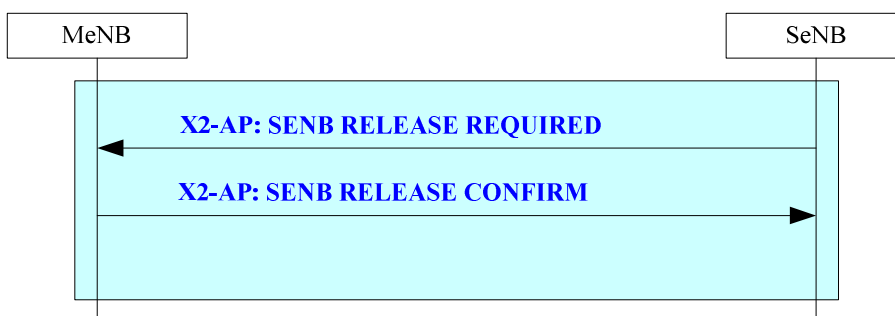 MeNB
SeNB
X2-AP: SENB RELEASE REQUIRED
X2-AP: SENB RELEASE CONFIRM